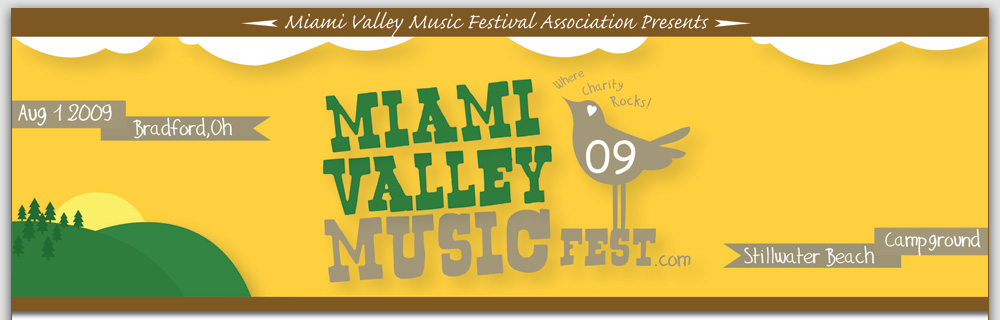 Miami Valley Music Festival Association Presents
Where Charity Rocks!
Aug 1 2009
Bradford,Oh
MIAMI
VALLEY
MUSIC FEST.com
09
Campground
Stillwater Beach